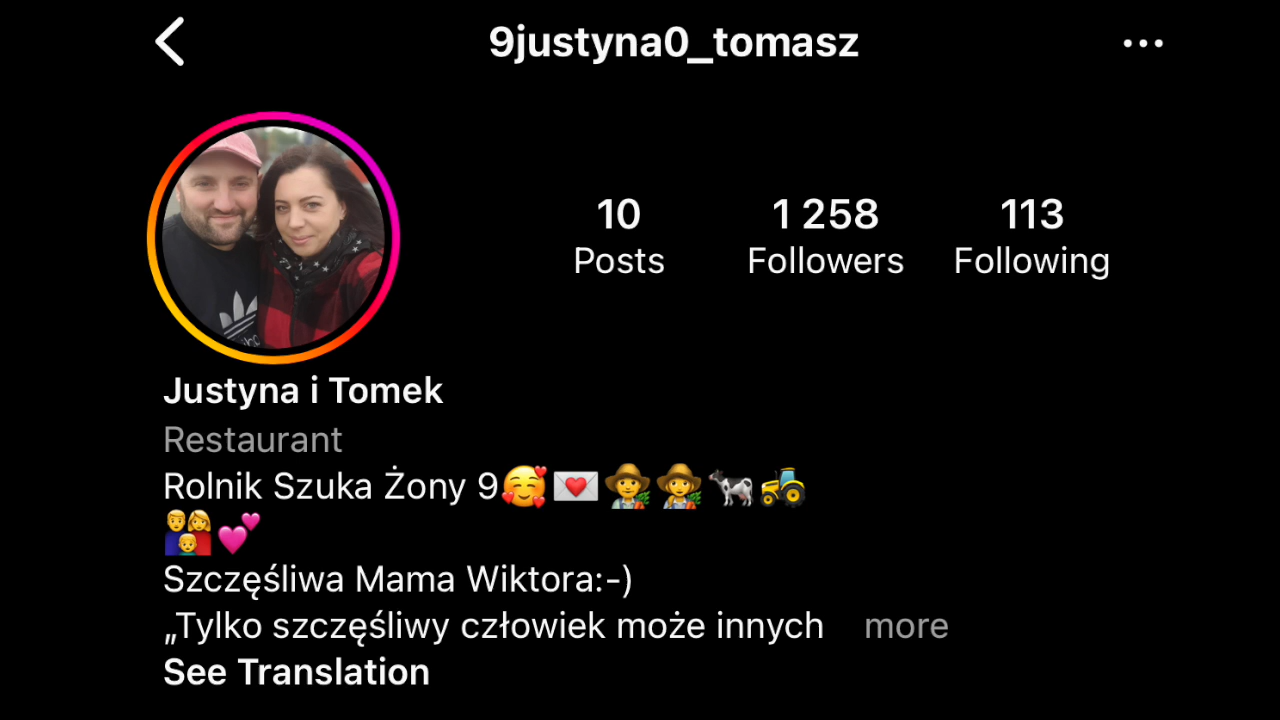 9justyna0_tomasz
10
Posts
1 258
Followers
113
Following
Justyna i Tomek
Restaurant
Rolnik Szuka Żony 9🥰💌🧑‍🌾🧑‍🌾🐄🚜
👨‍👩‍👦💕
Szczęśliwa Mama Wiktora:-)
„Tylko szczęśliwy człowiek może innych more
See Translation